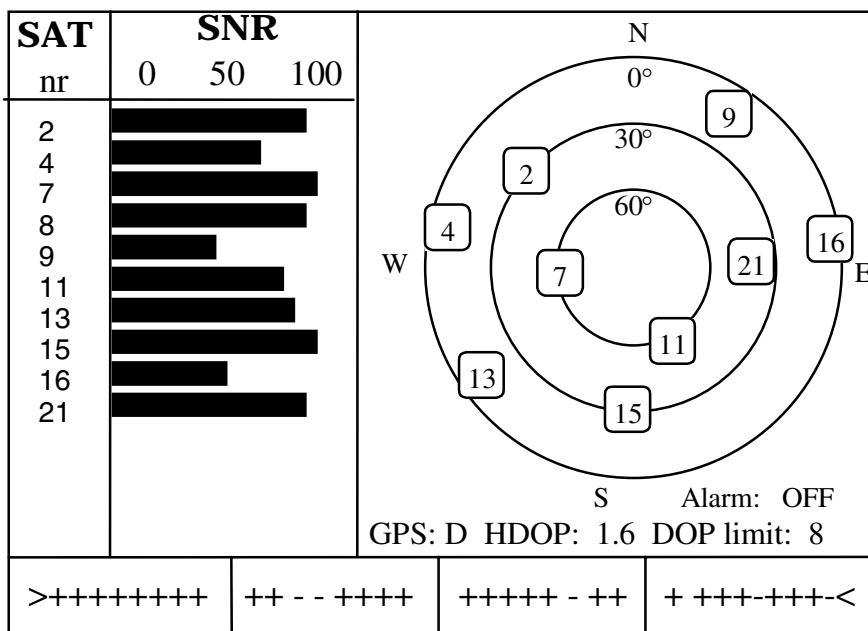 SAT SNR
nr 0 50 100
2
4
7
8
9
11
13
15
16
21
N
0°
9
30°
2
60°
4
16
W
7
21
E
11
13
15
S Alarm: OFF
GPS: D HDOP: 1.6 DOP limit: 8
>++++++++ ++ - - ++++ +++++ - ++ + +++-+++-<